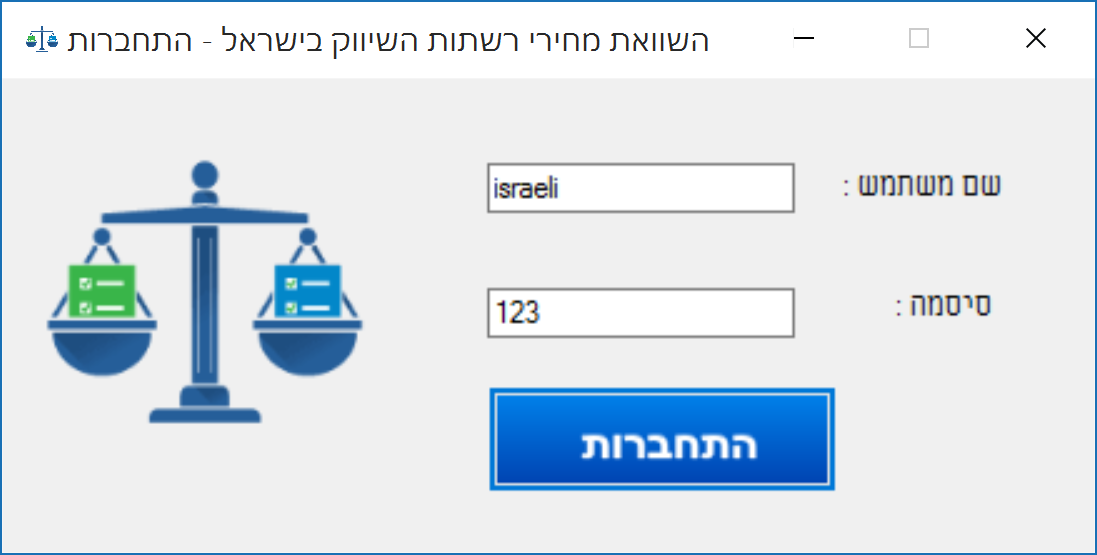 השוואת מחירי רשתות השיווק בישראל - התחברות
שם משתמש : israeli
סיסמה : 123
התחברות